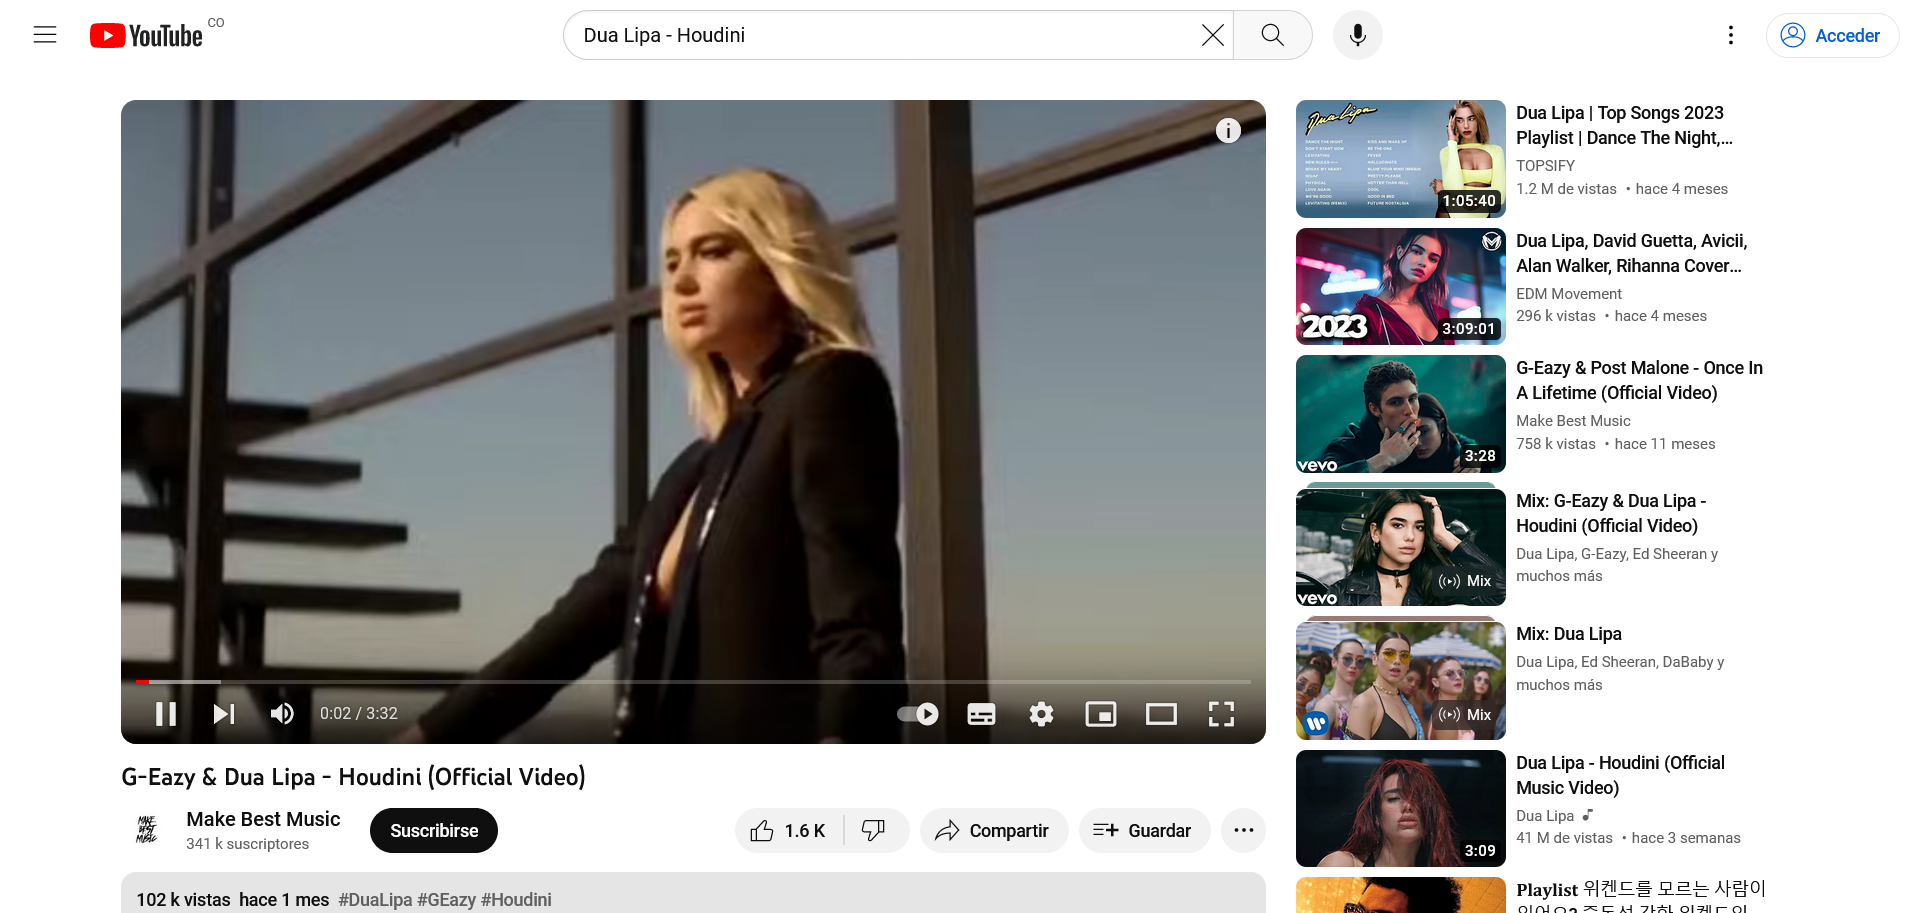 YouTube CO
Dua Lipa - Houdini
Acceder
0:02 / 3:32
G-Eazy & Dua Lipa - Houdini (Official Video)
MAKE BEST MUSIC
Make Best Music
341 k suscriptores
Suscribirse
1.6 K
Compartir
Guardar
102 k vistas hace 1 mes #DuaLipa #GEazy #Houdini
Dua Lipa
1:05:40
Dua Lipa | Top Songs 2023
Playlist | Dance The Night,...
TOPSIFY
1.2 M de vistas • hace 4 meses
2023
3:09:01
Dua Lipa, David Guetta, Avicii,
Alan Walker, Rihanna Cover...
EDM Movement
296 k vistas • hace 4 meses
vevo
3:28
G-Eazy & Post Malone - Once In
A Lifetime (Official Video)
Make Best Music
758 k vistas • hace 11 meses
vevo
Mix
Mix: G-Eazy & Dua Lipa -
Houdini (Official Video)
Dua Lipa, G-Eazy, Ed Sheeran y
muchos más
Mix
Mix: Dua Lipa
Dua Lipa, Ed Sheeran, DaBaby y
muchos más
3:09
Dua Lipa - Houdini (Official
Music Video)
Dua Lipa
41 M de vistas • hace 3 semanas
Playlist 위켄드를 모르는 사람이